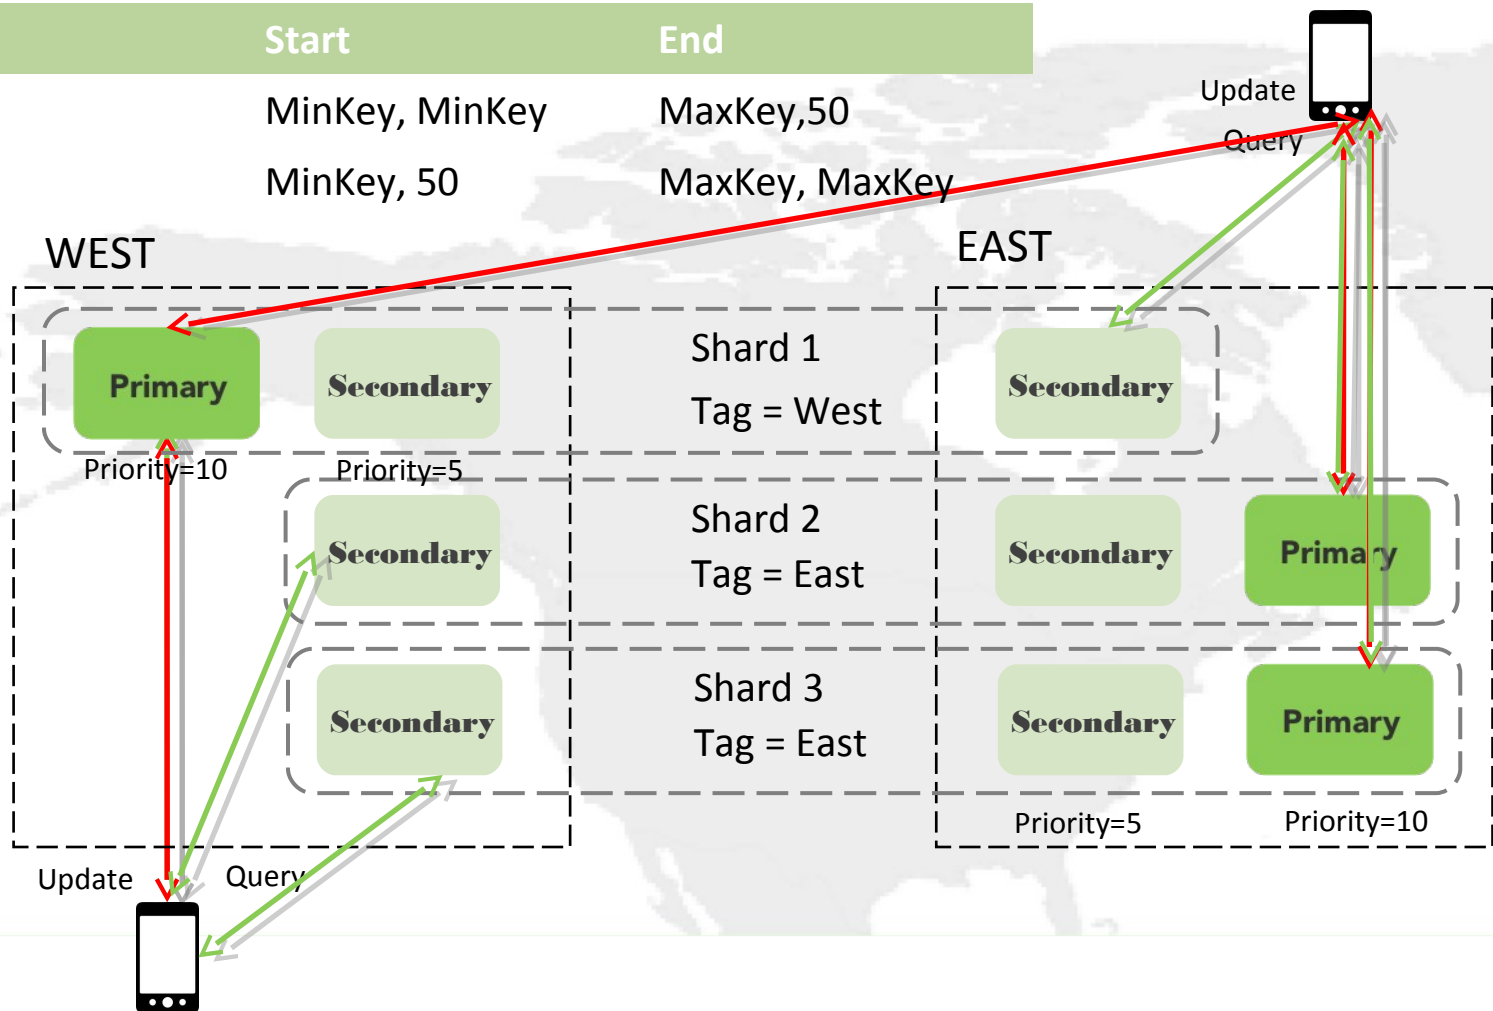 Start End
MinKey, MinKey MaxKey,50
MinKey, 50 MaxKey, MaxKey
Update
Query
WEST
EAST
Primary Secondary Shard 1 Secondary
Tag = West
Priority=10 Priority=5
Secondary Shard 2 Secondary Primary
Tag = East
Secondary Shard 3 Secondary Primary
Tag = East
Priority=5 Priority=10
Update Query